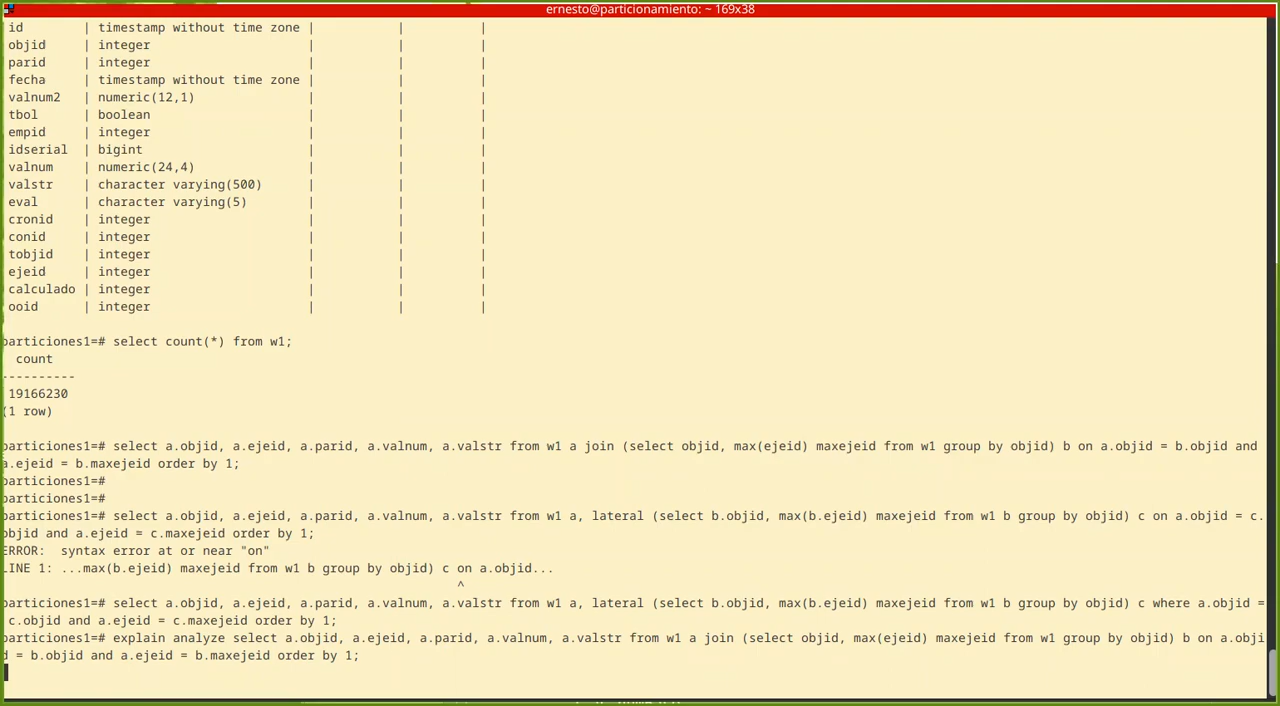 ernesto@particionamiento: ~ 169x38
id | timestamp without time zone | | |
objid | integer | | |
parid | integer | | |
fecha | timestamp without time zone | | |
valnum2 | numeric(12,1) | | |
tbol | boolean | | |
empid | integer | | |
idserial | bigint | | |
valnum | numeric(24,4) | | |
valstr | character varying(500) | | |
eval | character varying(5) | | |
cronid | integer | | |
conid | integer | | |
tobjid | integer | | |
ejeid | integer | | |
calculado | integer | | |
ooid | integer | | |
particiones1=# select count(*) from w1;
count
----------
19166230
(1 row)
particiones1=# select a.objid, a.ejeid, a.parid, a.valnum, a.valstr from w1 a join (select objid, max(ejeid) maxejeid from w1 group by objid) b on a.objid = b.objid and
a.ejeid = b.maxejeid order by 1;
particiones1=#
particiones1=#
particiones1=# select a.objid, a.ejeid, a.parid, a.valnum, a.valstr from w1 a, lateral (select b.objid, max(b.ejeid) maxejeid from w1 b group by objid) c on a.objid = c.
objid and a.ejeid = c.maxejeid order by 1;
ERROR:  syntax error at or near "on"
LINE 1: ...max(b.ejeid) maxejeid from w1 b group by objid) c on a.objid...
^
particiones1=# select a.objid, a.ejeid, a.parid, a.valnum, a.valstr from w1 a, lateral (select b.objid, max(b.ejeid) maxejeid from w1 b group by objid) c where a.objid =
c.objid and a.ejeid = c.maxejeid order by 1;
particiones1=# explain analyze select a.objid, a.ejeid, a.parid, a.valnum, a.valstr from w1 a join (select objid, max(ejeid) maxejeid from w1 group by objid) b on a.obji
d = b.objid and a.ejeid = b.maxejeid order by 1;